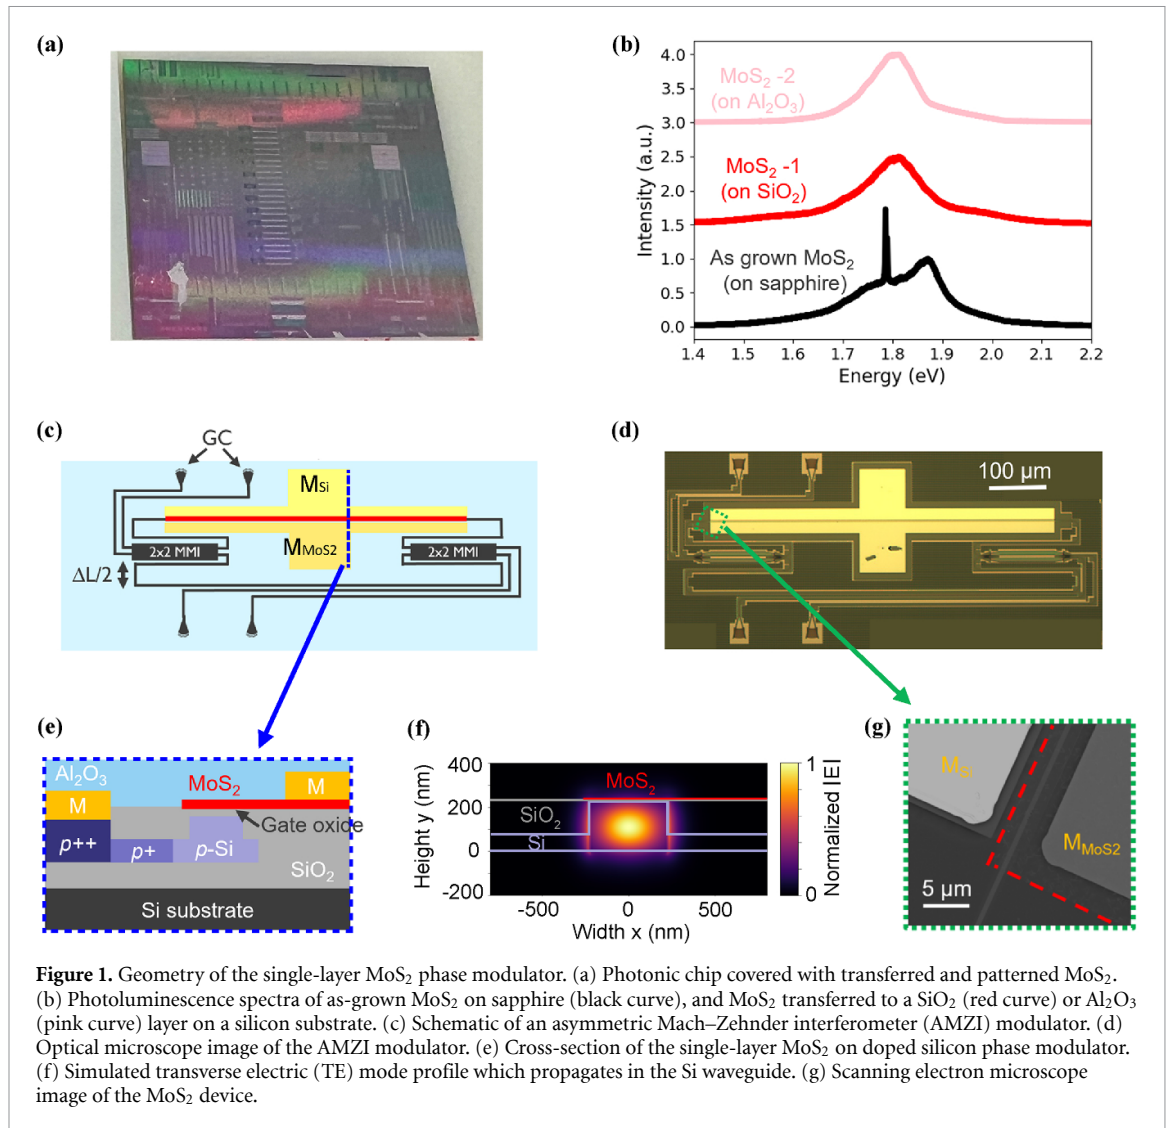 (a)
(b)
4.0
3.5
3.0
2.5
2.0
1.5
1.0
0.5
0.0
Intensity (a.u.)
MoS2 -2
(on Al2O3)
MoS2 -1
(on SiO2)
As grown MoS2
(on sapphire)
1.4 1.5 1.6 1.7 1.8 1.9 2.0 2.1 2.2
Energy (eV)
(c)
GC
MSi
MMoS2
2x2 MMI
2x2 MMI
ΔL/2
(d)
100 μm
(e)
Al2O3
MoS2
M
M
Gate oxide
p++
p+
p-Si
SiO2
Si substrate
(f)
400
200
0
-200
Height y (nm)
MoS2
SiO2
Si
-500 0 500
Width x (nm)
1
0
Normalized |E|
(g)
MSi
MMoS2
5 μm
Figure 1. Geometry of the single-layer MoS2 phase modulator. (a) Photonic chip covered with transferred and patterned MoS2.
(b) Photoluminescence spectra of as-grown MoS2 on sapphire (black curve), and MoS2 transferred to a SiO2 (red curve) or Al2O3
(pink curve) layer on a silicon substrate. (c) Schematic of an asymmetric Mach–Zehnder interferometer (AMZI) modulator. (d)
Optical microscope image of the AMZI modulator. (e) Cross-section of the single-layer MoS2 on doped silicon phase modulator.
(f) Simulated transverse electric (TE) mode profile which propagates in the Si waveguide. (g) Scanning electron microscope
image of the MoS2 device.